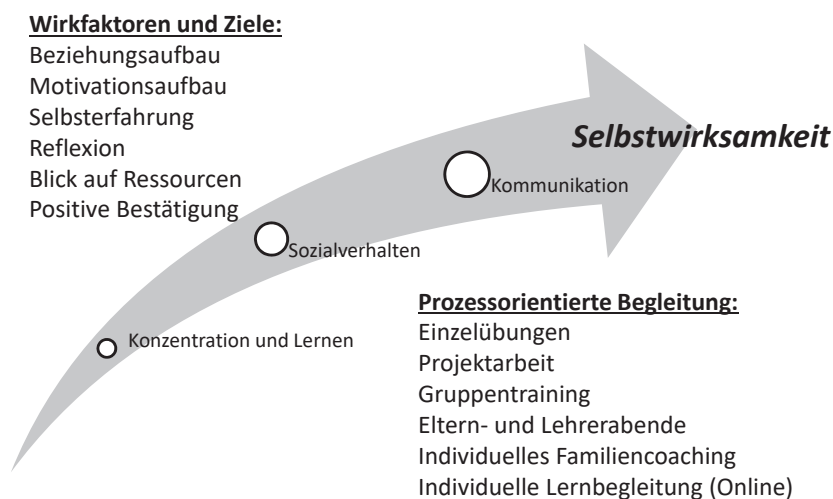 Wirkfaktoren und Ziele:
Beziehungsaufbau
Motivationsaufbau
Selbsterfahrung
Reflexion
Blick auf Ressourcen
Positive Bestätigung
Selbstwirksamkeit
Kommunikation
Sozialverhalten
Konzentration und Lernen
Prozessorientierte Begleitung:
Einzelübungen
Projektarbeit
Gruppentraining
Eltern- und Lehrerabende
Individuelles Familiencoaching
Individuelle Lernbegleitung (Online)